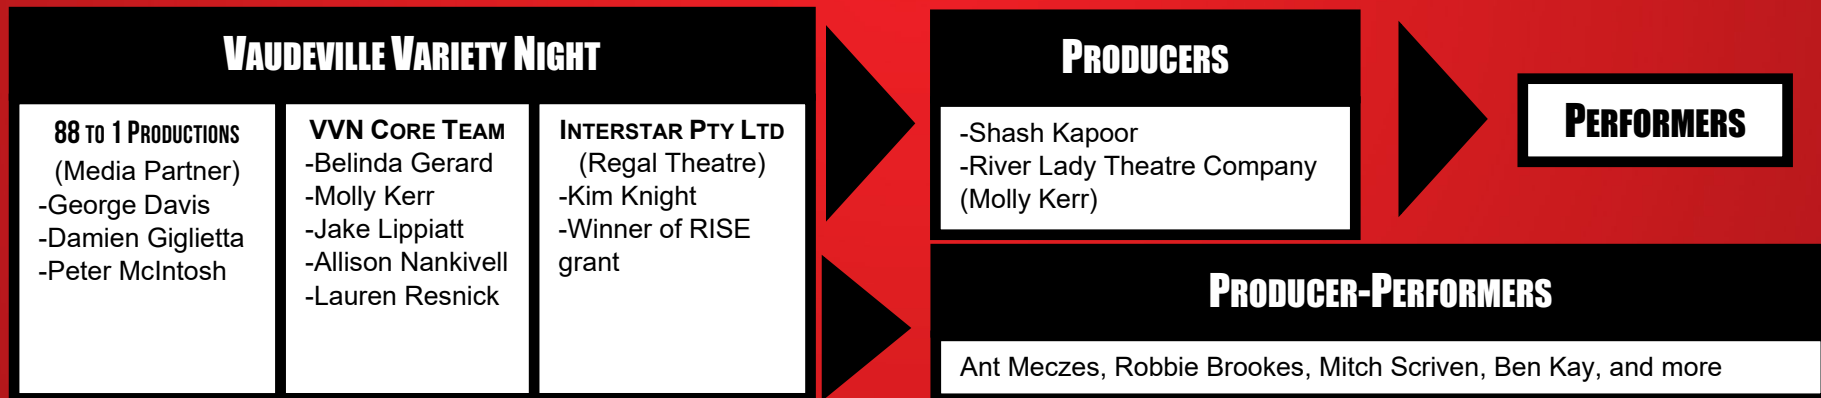 VAUDEVILLE VARIETY NIGHT
88 TO 1 PRODUCTIONS
(Media Partner)
-George Davis
-Damien Giglietta
-Peter McIntosh
VVN CORE TEAM
-Belinda Gerard
-Molly Kerr
-Jake Lippiatt
-Allison Nankivell
-Lauren Resnick
INTERSTAR PTY LTD
(Regal Theatre)
-Kim Knight
-Winner of RISE
grant
PRODUCERS
-Shash Kapoor
-River Lady Theatre Company
(Molly Kerr)
PERFORMERS
PRODUCER-PERFORMERS
Ant Meczes, Robbie Brookes, Mitch Scriven, Ben Kay, and more